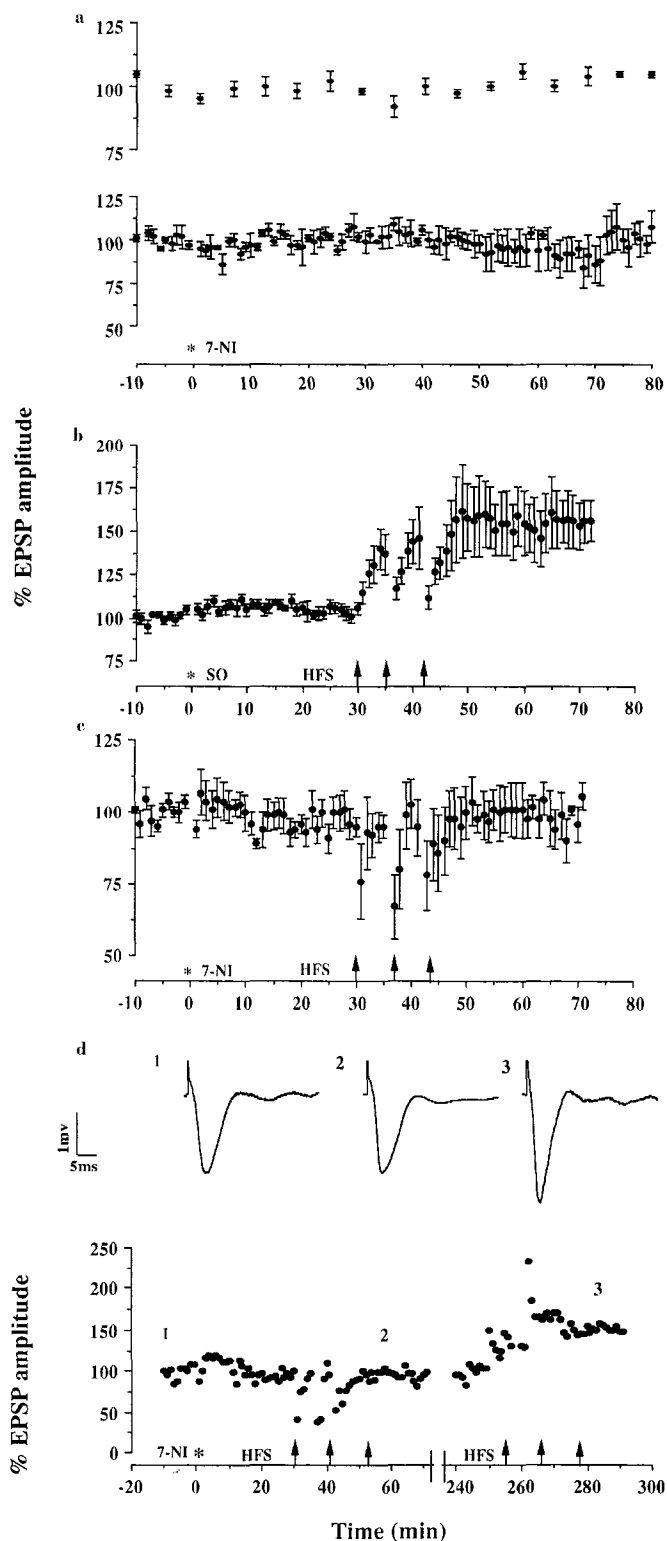 a
125
100
75
125
100
75
50
* 7-NI
-10 0 10 20 30 40 50 60 70 80
% EPSP amplitude
b
200
175
150
125
100
75
* SO HFS
-10 0 10 20 30 40 50 60 70 80
c
125
100
75
50
* 7-NI HFS
-10 0 10 20 30 40 50 60 70 80
d
1 2 3
1mv
5ms
% EPSP amplitude
250
200
150
100
50
0
1 2 3
7-NI * HFS HFS
-20 0 20 40 60 240 260 280 300
Time (min)